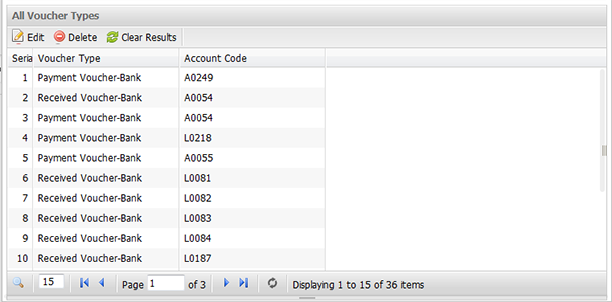 All Voucher Types
Edit Delete Clear Results
Seria Voucher Type Account Code
1 Payment Voucher-Bank A0249
2 Received Voucher-Bank A0054
3 Payment Voucher-Bank A0054
4 Payment Voucher-Bank L0218
5 Payment Voucher-Bank A0055
6 Received Voucher-Bank L0081
7 Received Voucher-Bank L0082
8 Received Voucher-Bank L0083
9 Received Voucher-Bank L0084
10 Received Voucher-Bank L0187
15 Page 1 of 3 Displaying 1 to 15 of 36 items